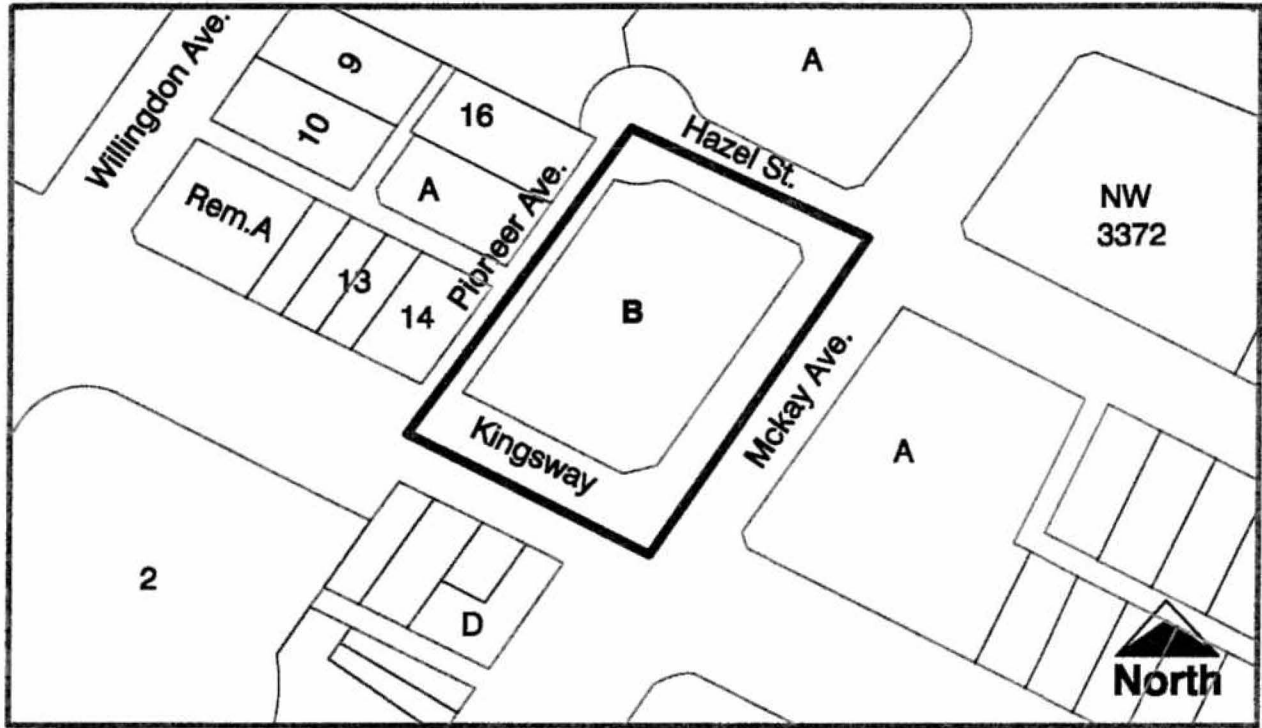 Willingdon Ave.
9
10
16
A
A
Hazel St.
NW
3372
Rem.A
13
14
Pioneer Ave.
B
Mckay Ave.
Kingsway
A
2
D
North